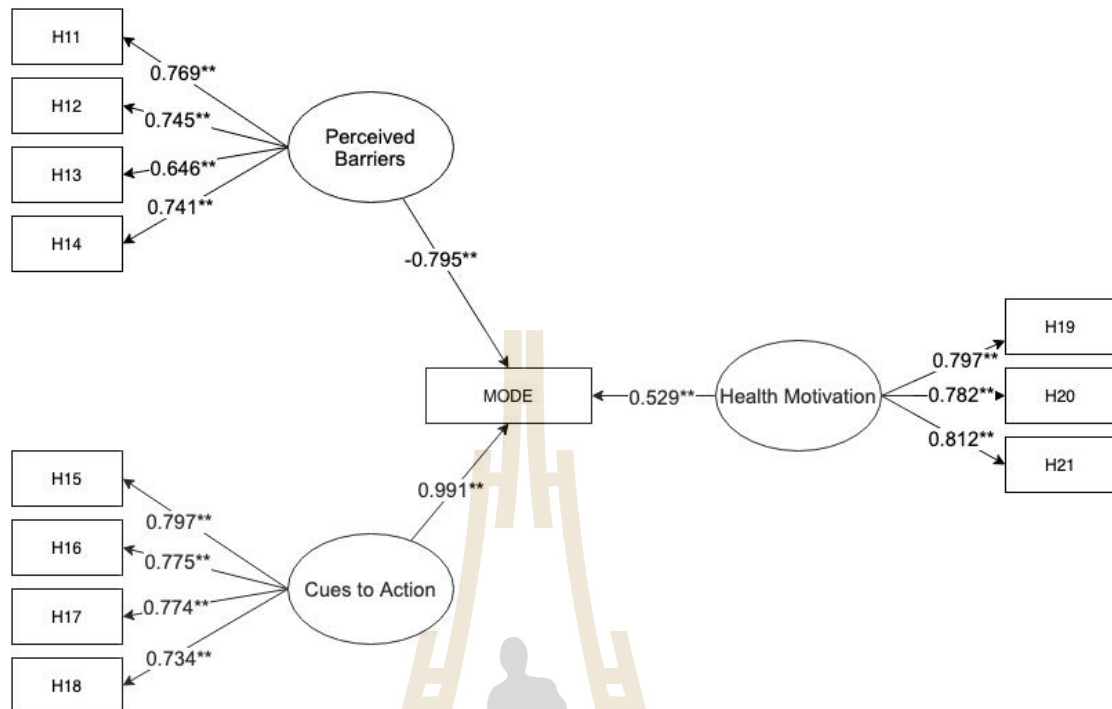 H11
0.769**
H12
0.745**
H13
0.646**
H14
0.741**
Perceived
Barriers
-0.795**
MODE
0.529**
Health Motivation
H19
0.797**
H20
0.782**
H21
0.812**
H15
0.797**
H16
0.775**
H17
0.774**
H18
0.734**
Cues to Action
0.991**